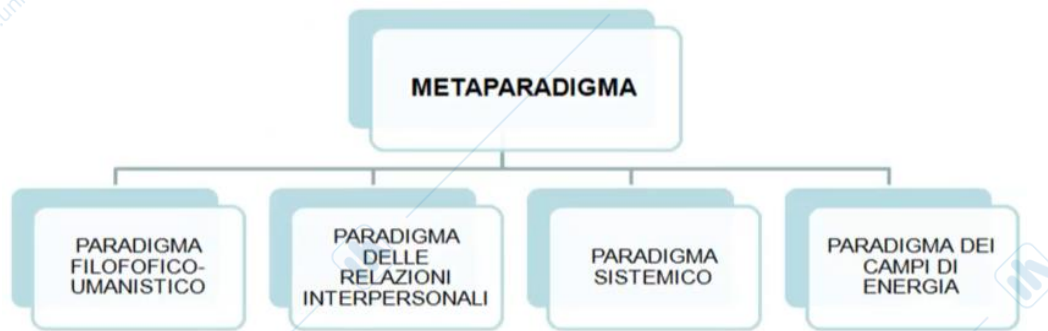 METAPARADIGMA
PARADIGMA
FILOFOFICO-
UMANISTICO
PARADIGMA
DELLE
RELAZIONI
INTERPERSONALI
PARADIGMA
SISTEMICO
PARADIGMA DEI
CAMPI DI
ENERGIA